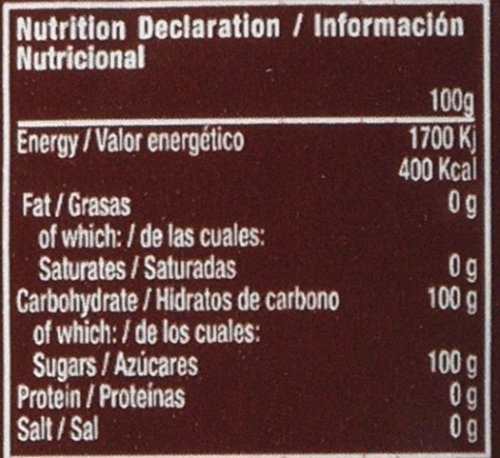 Nutrition Declaration / Información
Nutricional
100g
Energy / Valor energético 1700 Kj
400 Kcal
Fat / Grasas 0 g
of which: / de las cuales:
Saturates / Saturadas 0 g
Carbohydrate / Hidratos de carbono 100 g
of which: / de los cuales:
Sugars / Azúcares 100 g
Protein / Proteínas 0 g
Salt / Sal 0 g